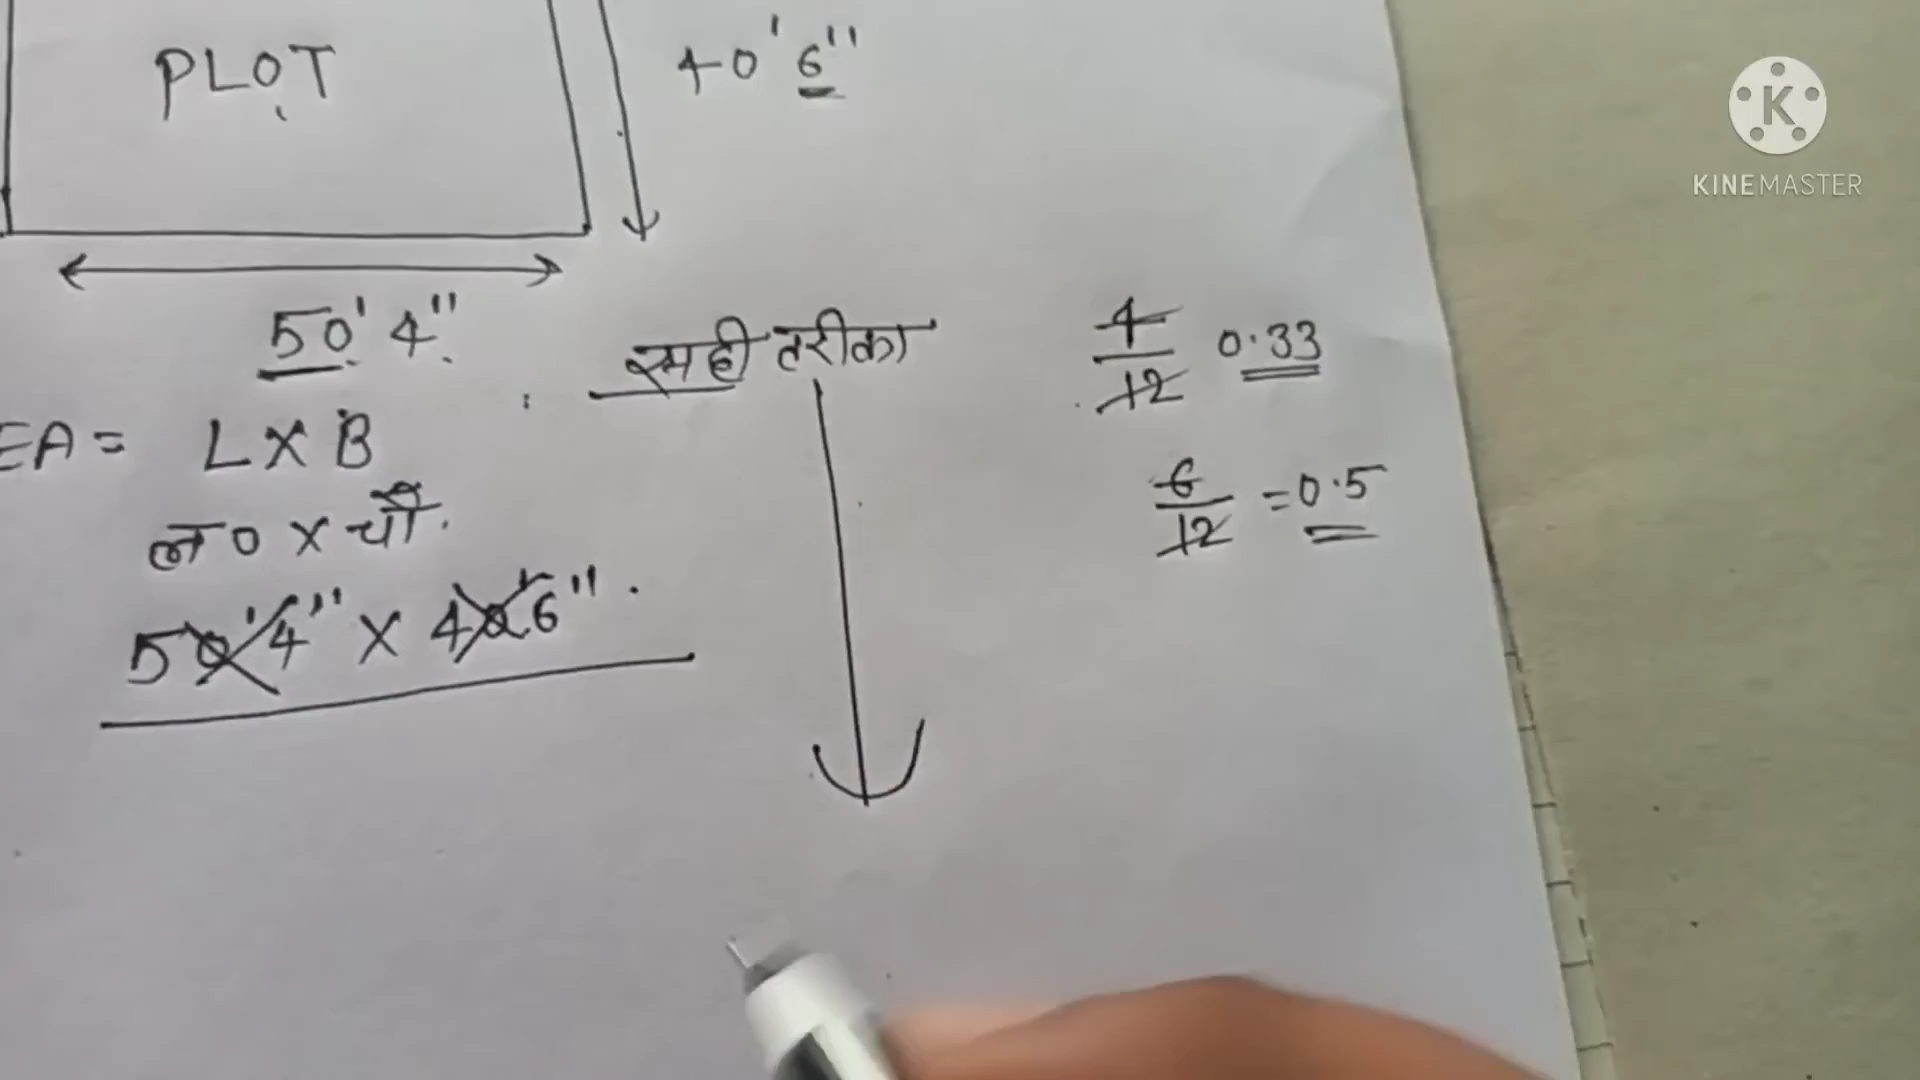 PLOT
40'6"
50'4"
सही तरीका
4/12 0.33
EA = L X B
6/12 = 0.5
ल० X चौ.
50'4" X 40'6"
K
KINEMASTER